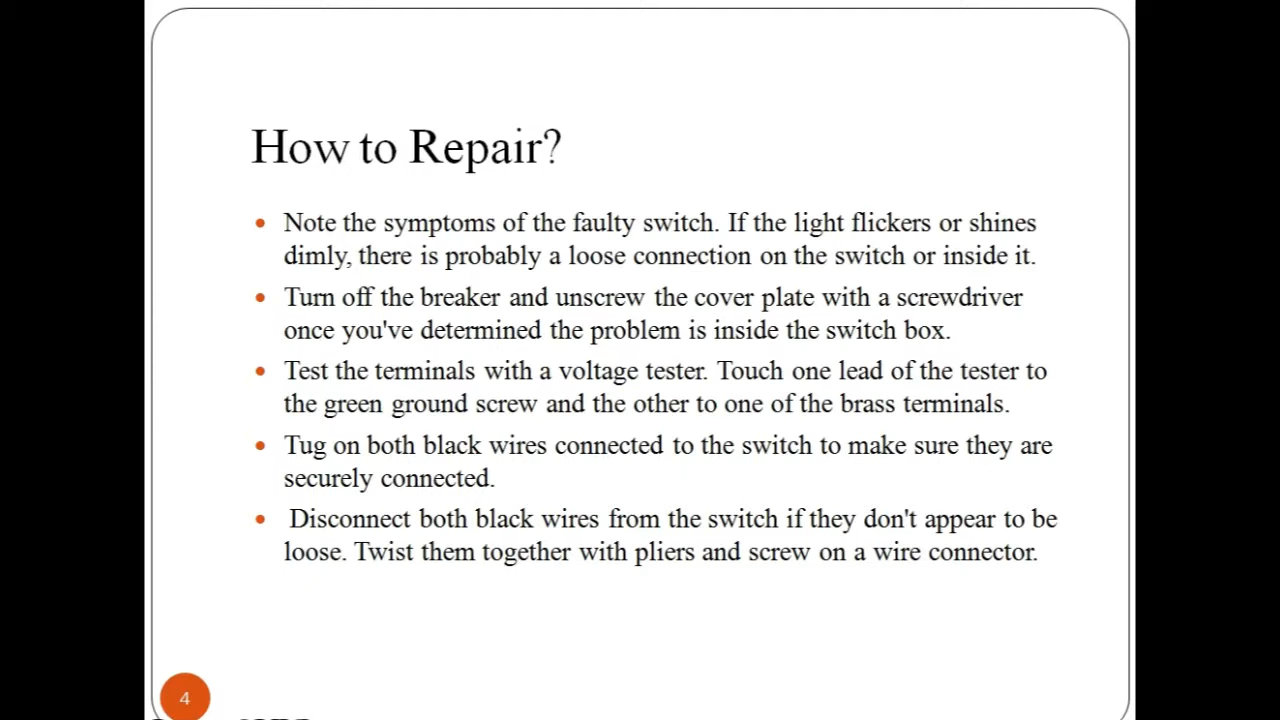 How to Repair?
Note the symptoms of the faulty switch. If the light flickers or shines
dimly, there is probably a loose connection on the switch or inside it.
Turn off the breaker and unscrew the cover plate with a screwdriver
once you've determined the problem is inside the switch box.
Test the terminals with a voltage tester. Touch one lead of the tester to
the green ground screw and the other to one of the brass terminals.
Tug on both black wires connected to the switch to make sure they are
securely connected.
Disconnect both black wires from the switch if they don't appear to be
loose. Twist them together with pliers and screw on a wire connector.
4